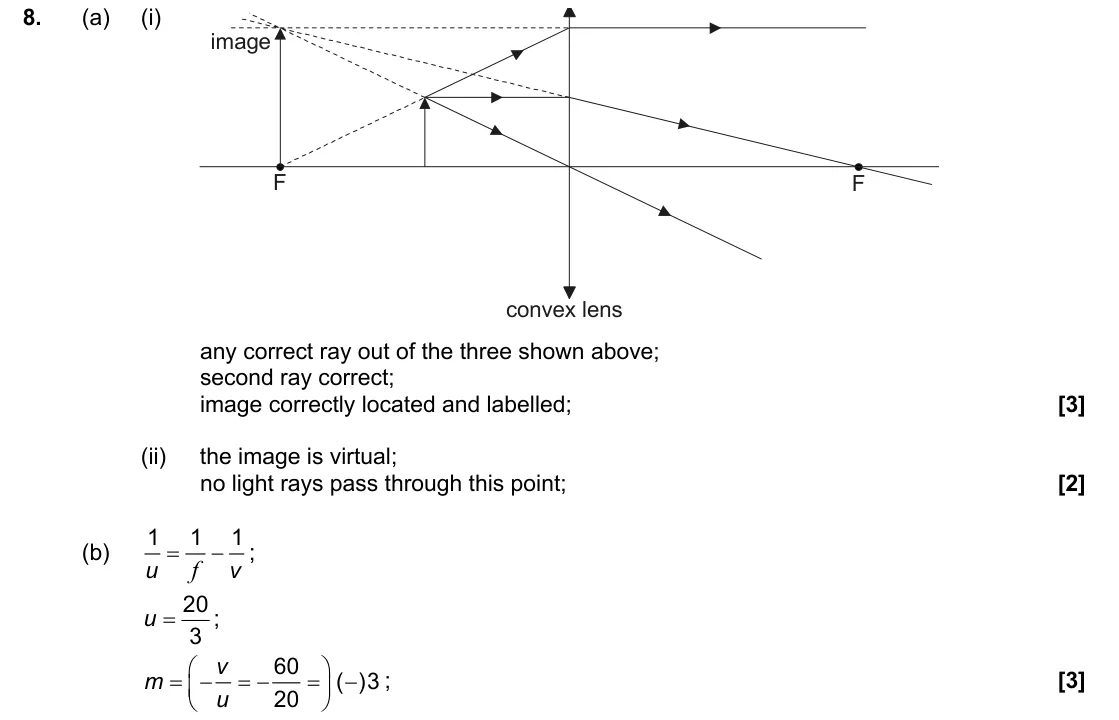 8. (a) (i)
image
F
F
convex lens
any correct ray out of the three shown above;
second ray correct;
image correctly located and labelled; [3]
(ii) the image is virtual;
no light rays pass through this point; [2]
(b) 1/u = 1/f − 1/v ;
u = 20/3 ;
m = ( − v/u = − 60/20 = ) (−)3 ; [3]